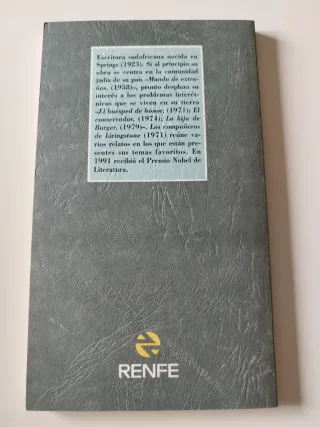 Escritora sudafricana nacida en
Springs (1923). Si al principio su
obra se centra en la comunidad
judía de su país «Mundo de extra-
ños, (1958)», pronto desplaza su
interés a los problemas interét-
nicos que se viven en su tierra
«El huésped de honor, (1971); El
conservador, (1974); La hija de
Burger, (1979)». Los compañeros
de Livingstone (1971) reúne va-
rios relatos en los que están pre-
sentes sus temas favoritos. En
1991 recibió el Premio Nobel de
Literatura.
RENFE